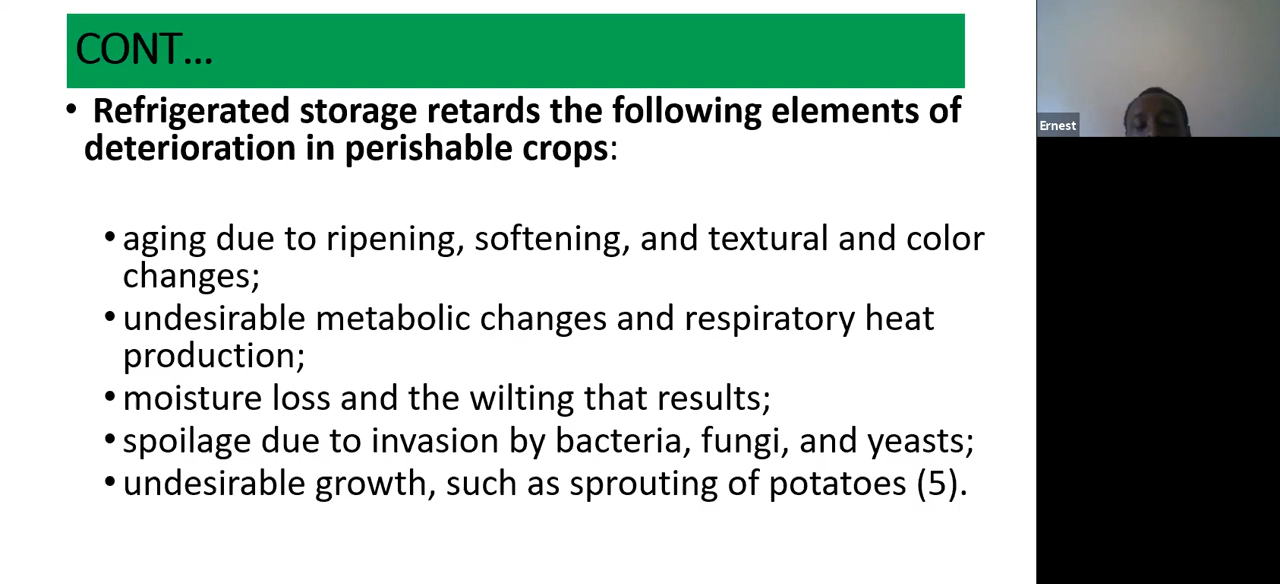 CONT...
• Refrigerated storage retards the following elements of
deterioration in perishable crops:
• aging due to ripening, softening, and textural and color
changes;
• undesirable metabolic changes and respiratory heat
production;
• moisture loss and the wilting that results;
• spoilage due to invasion by bacteria, fungi, and yeasts;
• undesirable growth, such as sprouting of potatoes (5).
Ernest